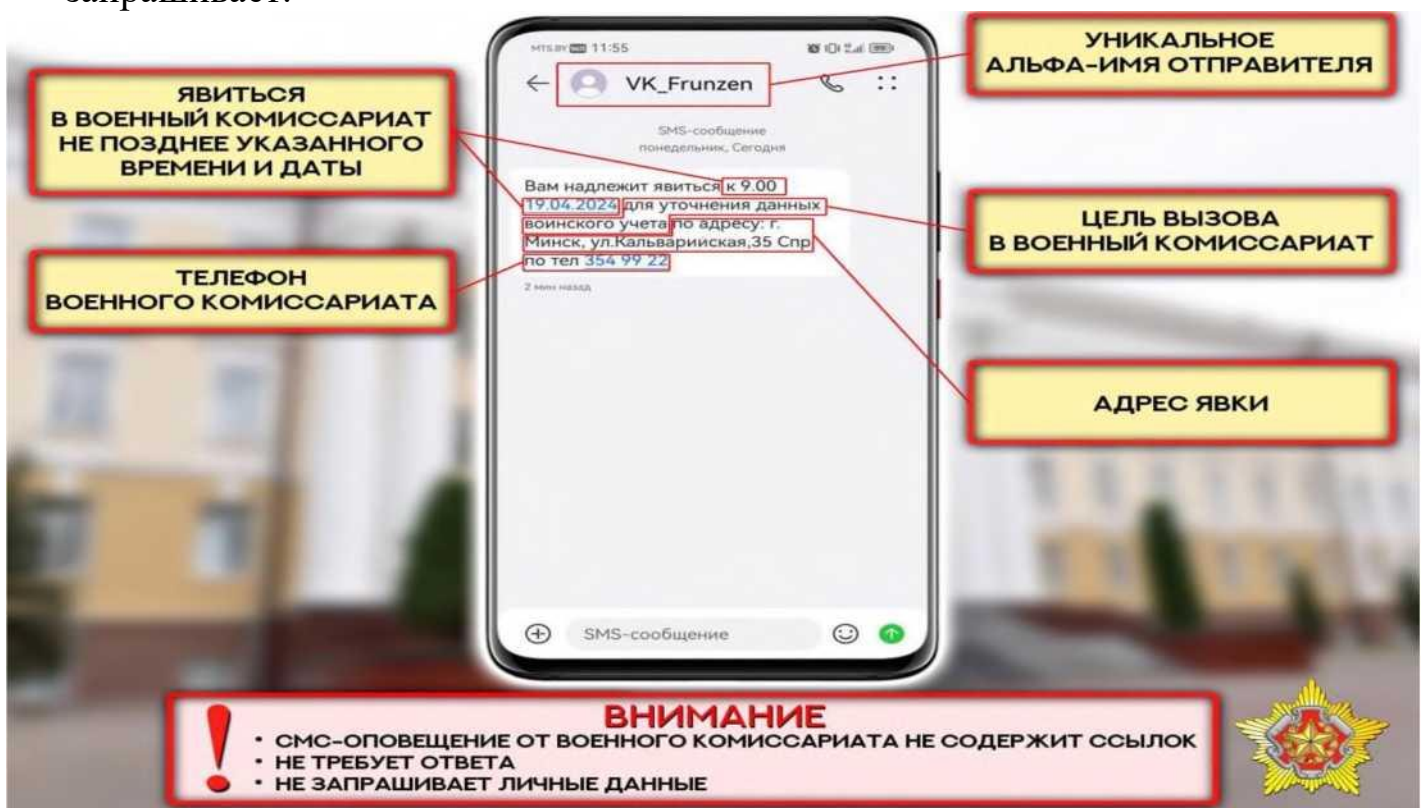 запрашивает.
ЯВИТЬСЯ
В ВОЕННЫЙ КОМИССАРИАТ
НЕ ПОЗДНЕЕ УКАЗАННОГО
ВРЕМЕНИ И ДАТЫ
ТЕЛЕФОН
ВОЕННОГО КОМИССАРИАТА
MTS.BY 11:55
VK_Frunzen
SMS-сообщение
понедельник, Сегодня
Вам надлежит явиться к 9.00
19.04.2024 для уточнения данных
воинского учета по адресу: г.
Минск, ул.Кальварийская,35 Спр
по тел 354 99 22
2 мин назад
SMS-сообщение
УНИКАЛЬНОЕ
АЛЬФА-ИМЯ ОТПРАВИТЕЛЯ
ЦЕЛЬ ВЫЗОВА
В ВОЕННЫЙ КОМИССАРИАТ
АДРЕС ЯВКИ
ВНИМАНИЕ
• СМС-ОПОВЕЩЕНИЕ ОТ ВОЕННОГО КОМИССАРИАТА НЕ СОДЕРЖИТ ССЫЛОК
• НЕ ТРЕБУЕТ ОТВЕТА
• НЕ ЗАПРАШИВАЕТ ЛИЧНЫЕ ДАННЫЕ